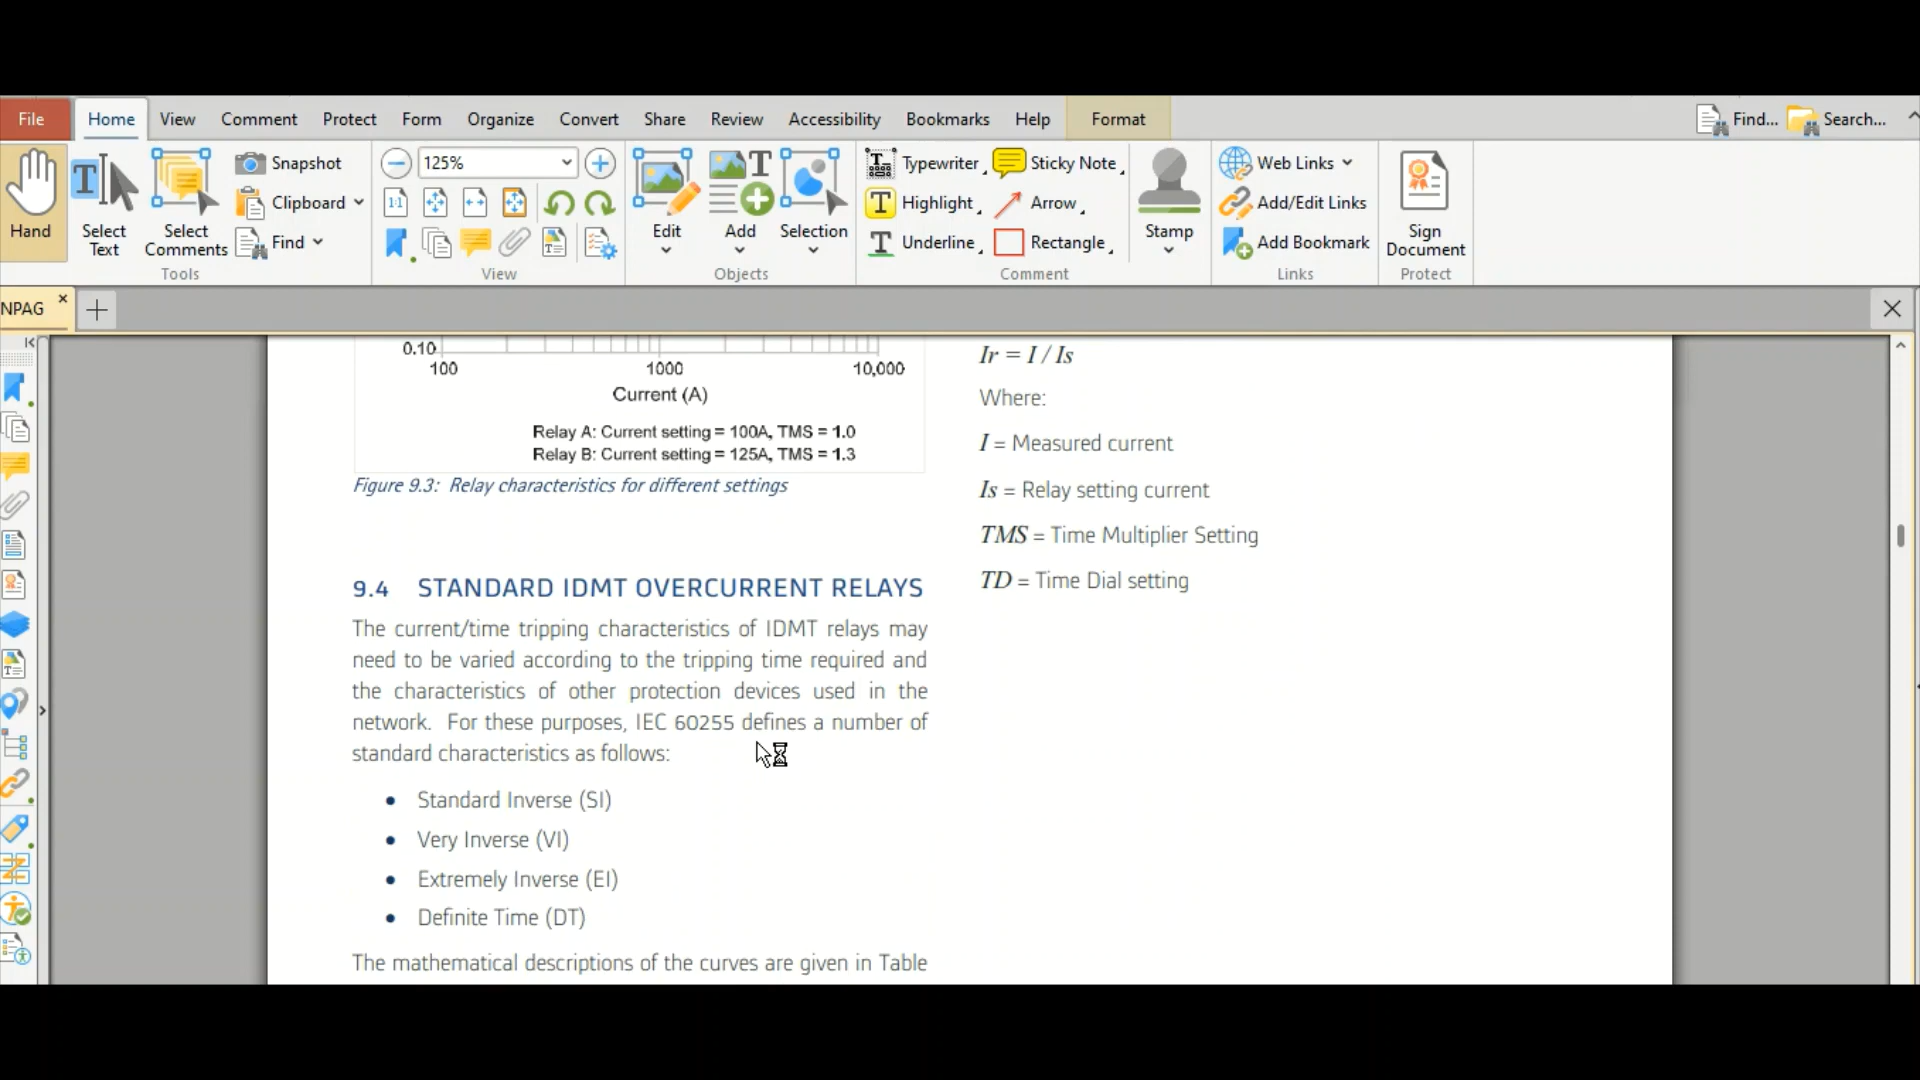 File Home View Comment Protect Form Organize Convert Share Review Accessibility Bookmarks Help Format Find... Search...
Hand
Select Text
Select Comments
Snapshot
Clipboard
Find
Tools
125%
View
Edit
Add
Selection
Objects
Typewriter Sticky Note
Highlight Arrow
Underline Rectangle
Stamp
Comment
Web Links
Add/Edit Links
Add Bookmark
Links
Sign Document
Protect
NPAG
0.10
100 1000 10,000
Current (A)
Relay A: Current setting = 100A, TMS = 1.0
Relay B: Current setting = 125A, TMS = 1.3
Figure 9.3: Relay characteristics for different settings
9.4 STANDARD IDMT OVERCURRENT RELAYS
The current/time tripping characteristics of IDMT relays may
need to be varied according to the tripping time required and
the characteristics of other protection devices used in the
network. For these purposes, IEC 60255 defines a number of
standard characteristics as follows:
• Standard Inverse (SI)
• Very Inverse (VI)
• Extremely Inverse (EI)
• Definite Time (DT)
The mathematical descriptions of the curves are given in Table
Ir = I / Is
Where:
I = Measured current
Is = Relay setting current
TMS = Time Multiplier Setting
TD = Time Dial setting